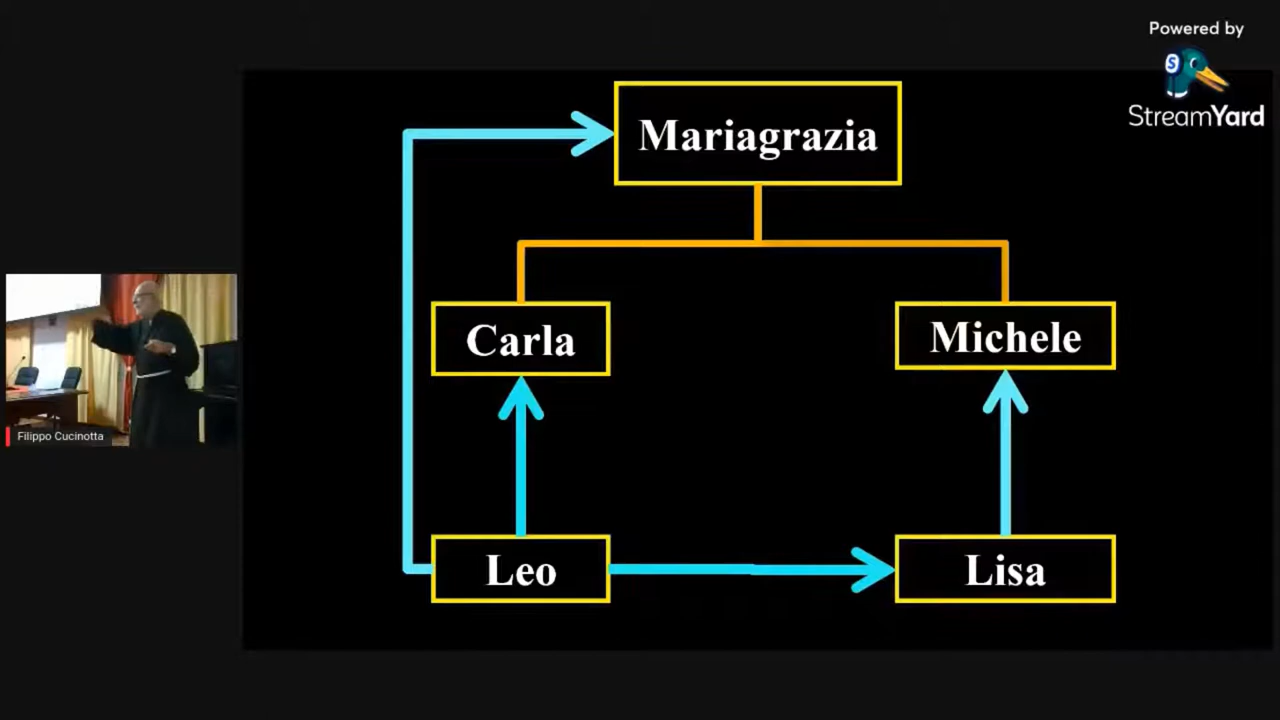 Powered by
S
StreamYard
Mariagrazia
Carla
Michele
Leo
Lisa
Filippo Cucinotta